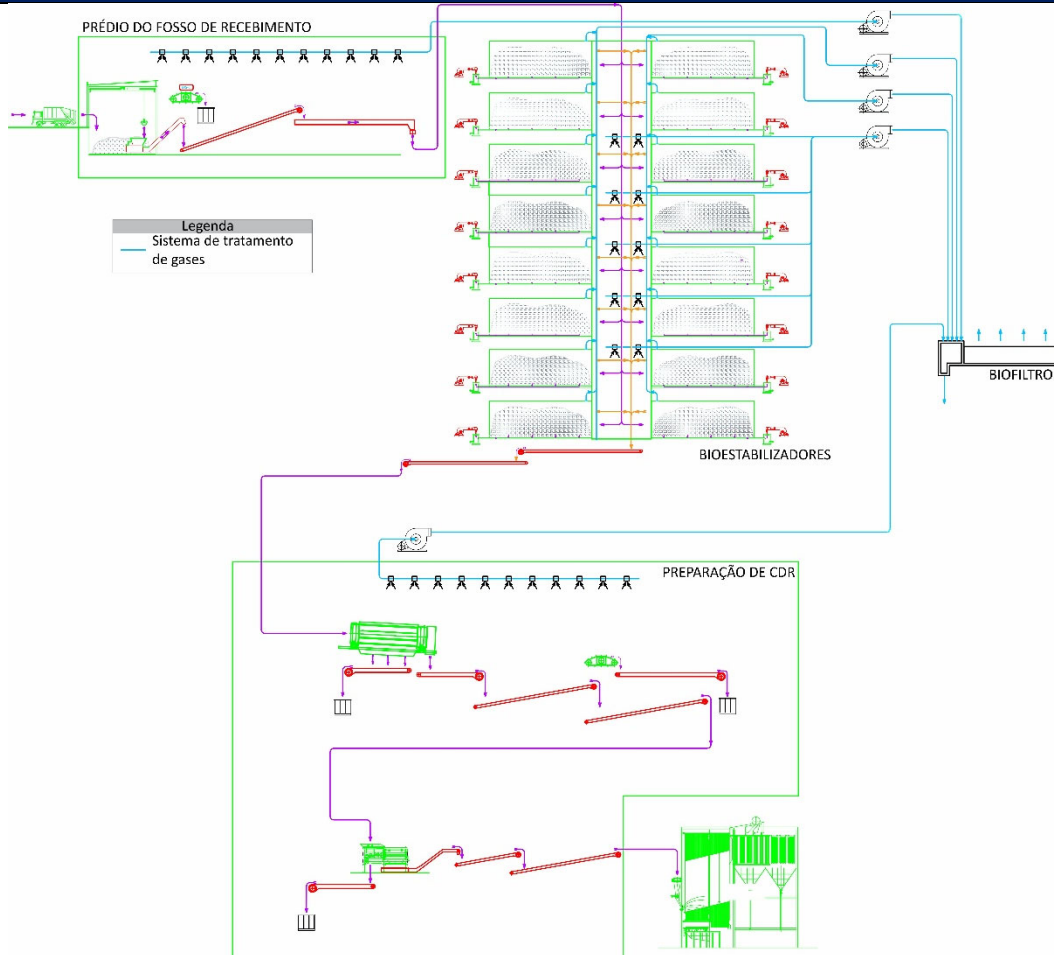 PRÉDIO DO FOSSO DE RECEBIMENTO
Legenda
Sistema de tratamento
de gases
BIOFILTRO
BIOESTABILIZADORES
PREPARAÇÃO DE CDR